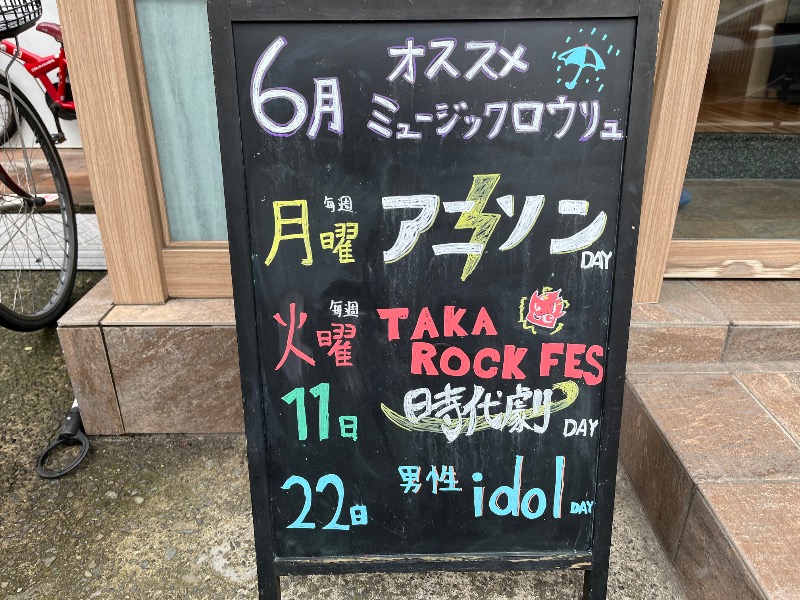 6月 オススメ
ミュージックロウリュ
毎週
月曜 アニソン DAY
毎週
火曜 TAKA
ROCK FES
11日 時代劇 DAY
22日 男性 idol DAY